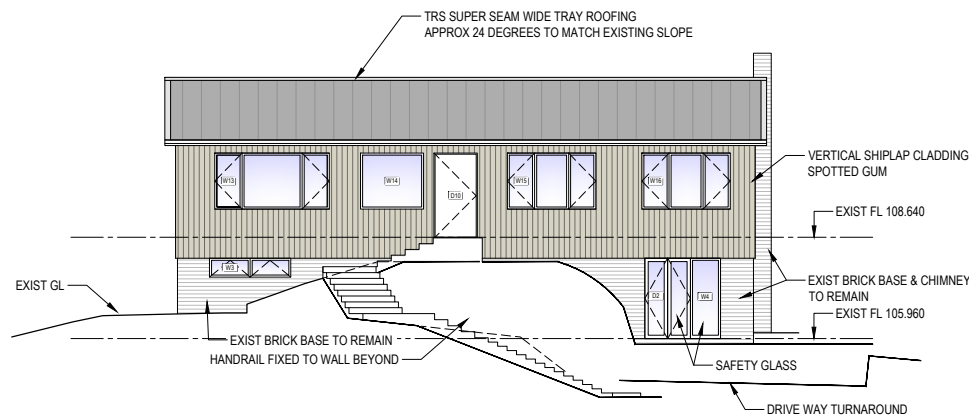 TRS SUPER SEAM WIDE TRAY ROOFING
APPROX 24 DEGREES TO MATCH EXISTING SLOPE
VERTICAL SHIPLAP CLADDING
SPOTTED GUM
W13
W14
D10
W15
W16
EXIST FL 108.640
W3
EXIST GL
D2
W4
EXIST BRICK BASE & CHIMNEY
TO REMAIN
EXIST FL 105.960
EXIST BRICK BASE TO REMAIN
HANDRAIL FIXED TO WALL BEYOND
SAFETY GLASS
DRIVE WAY TURNAROUND